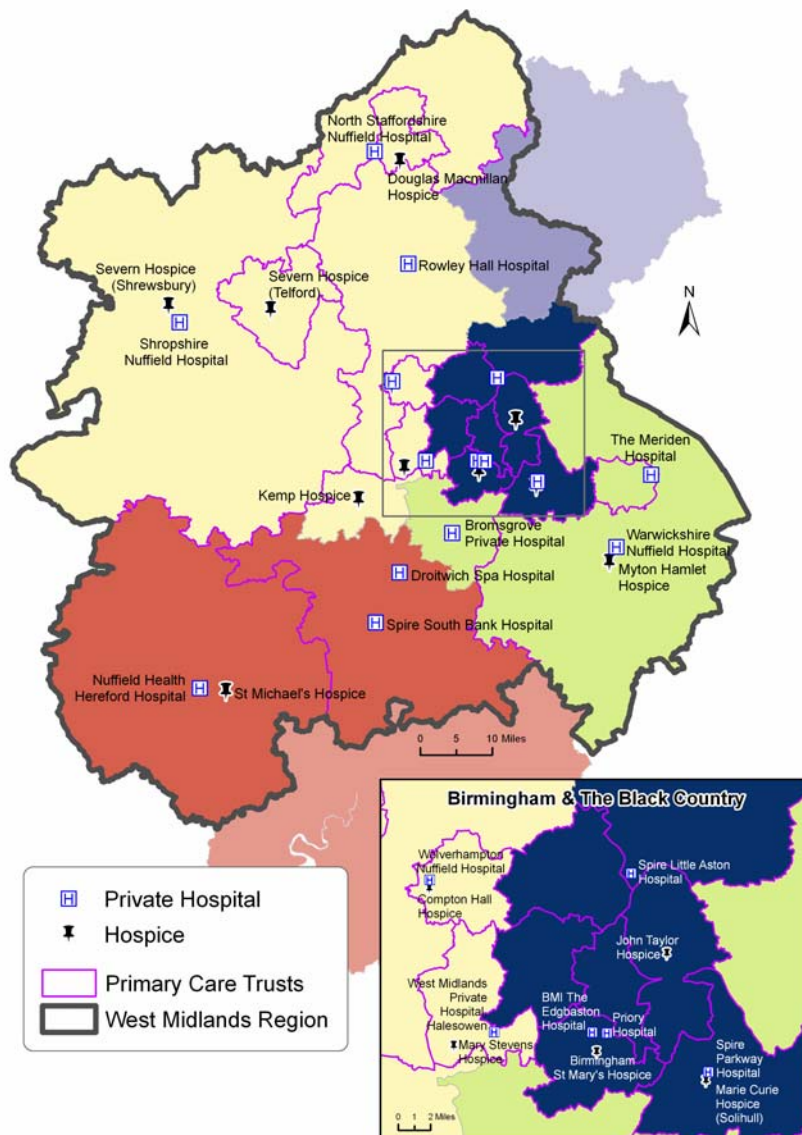 North Staffordshire
Nuffield Hospital
Douglas Macmillan
Hospice
Rowley Hall Hospital
Severn Hospice
(Shrewsbury)
Severn Hospice
(Telford)
Shropshire
Nuffield Hospital
N
The Meriden
Hospital
Kemp Hospice
Bromsgrove
Private Hospital
Warwickshire
Nuffield Hospital
Myton Hamlet
Hospice
Droitwich Spa Hospital
Spire South Bank Hospital
Nuffield Health
Hereford Hospital
St Michael's Hospice
0 5 10 Miles
Birmingham & The Black Country
Wolverhampton
Nuffield Hospital
Compton Hall
Hospice
Spire Little Aston
Hospital
John Taylor
Hospice
West Midlands
Private
Hospital
Halesowen
Mary Stevens
Hospice
BMI The
Edgbaston
Hospital
Priory
Hospital
Birmingham
St Mary's Hospice
Spire
Parkway
Hospital
Marie Curie
Hospice
(Solihull)
0 1 2 Miles
H Private Hospital
Hospice
Primary Care Trusts
West Midlands Region